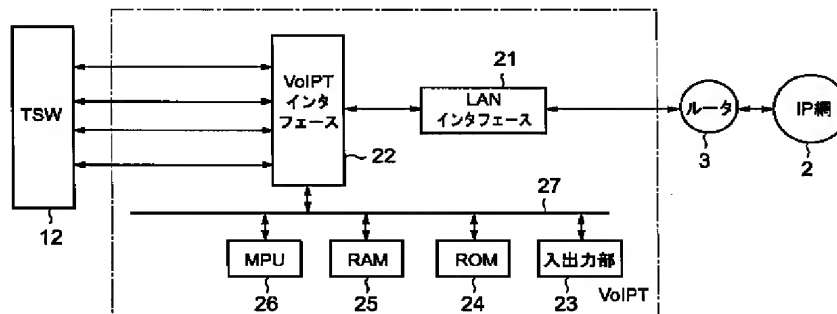 TSW
12
VoIPT
インタ
フェース
22
21
LAN
インタフェース
ルータ
3
IP網
2
27
MPU
26
RAM
25
ROM
24
入出力部
23
VoIPT